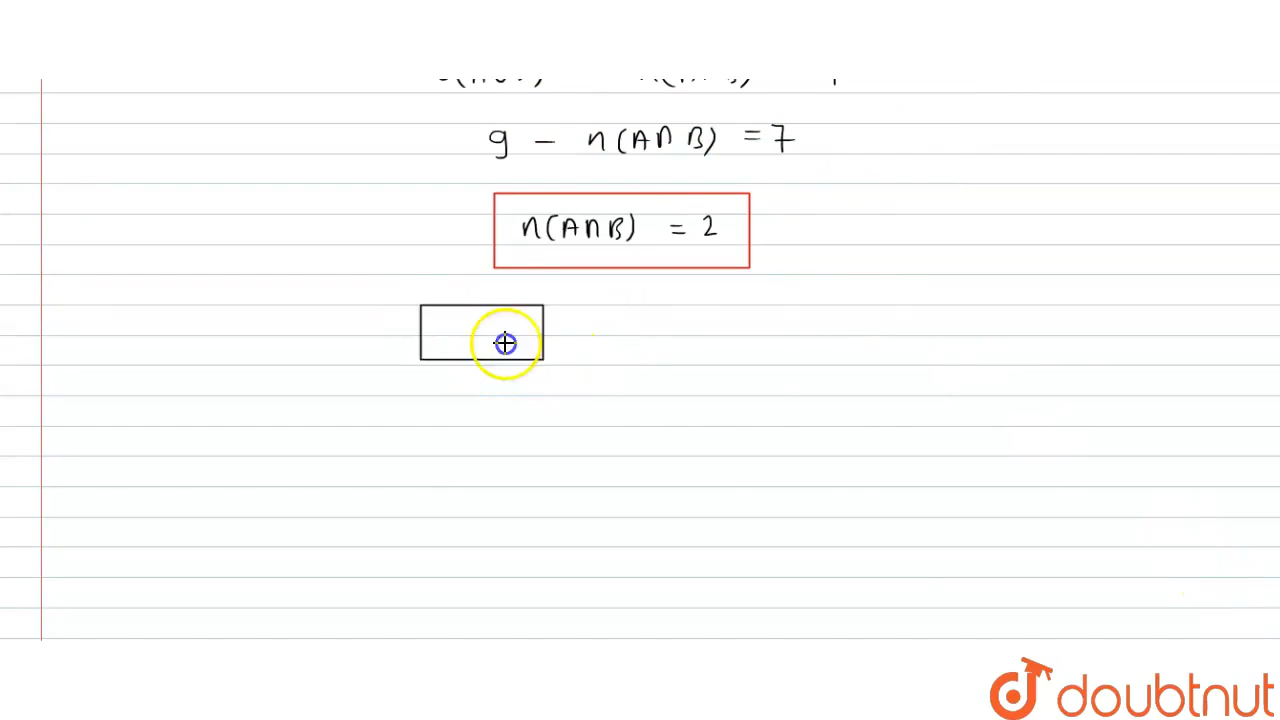 9 - n(A∩B) = 7
n(A∩B) = 2
doubtnut